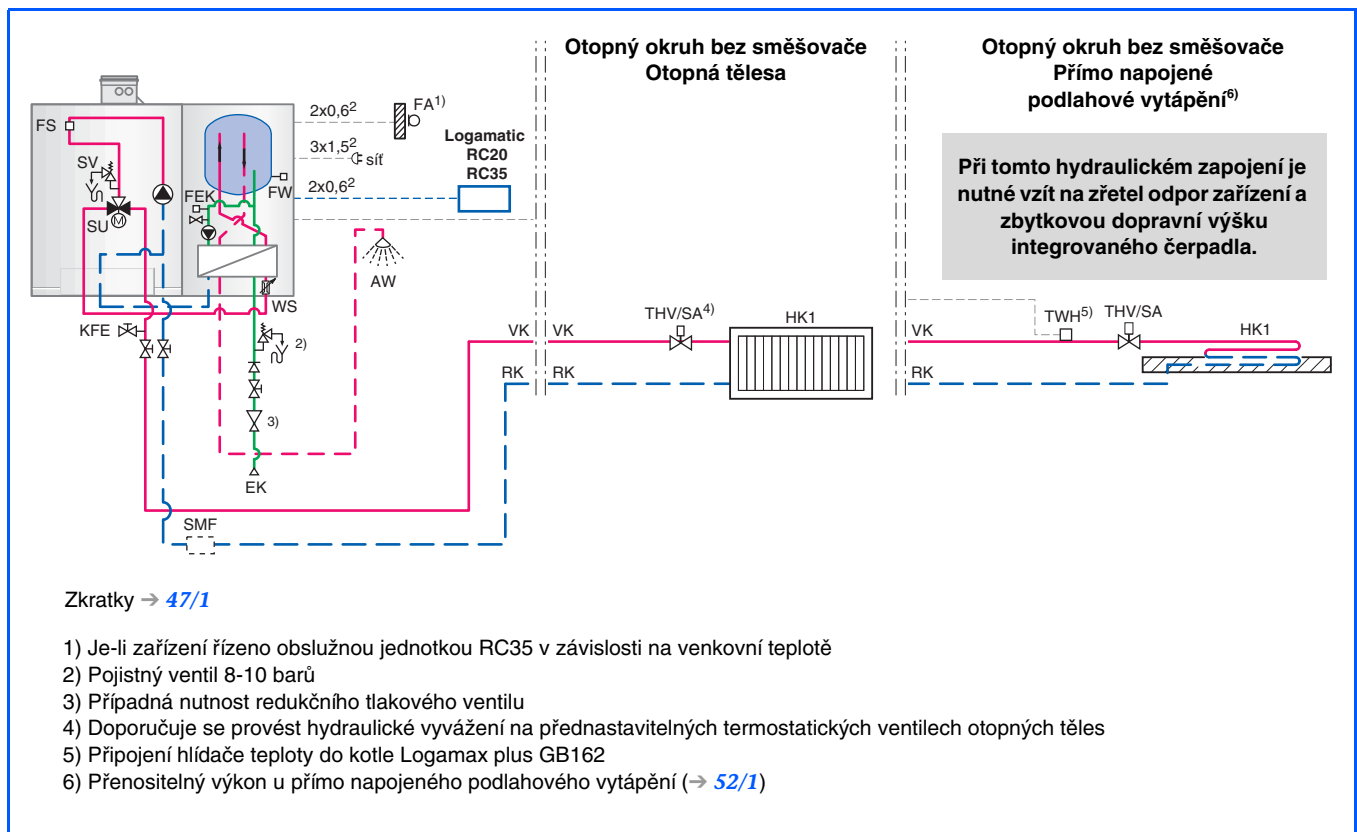 Otopný okruh bez směšovače
Otopná tělesa
Otopný okruh bez směšovače
Přímo napojené
podlahové vytápění6)
Při tomto hydraulickém zapojení je
nutné vzít na zřetel odpor zařízení a
zbytkovou dopravní výšku
integrovaného čerpadla.
FS
SV
SU
M
FEK
FW
2x0,6²
FA1)
3x1,5²
síť
2x0,6²
Logamatic
RC20
RC35
AW
WS
KFE
2)
3)
EK
SMF
VK
RK
VK
RK
THV/SA4)
HK1
VK
RK
TWH5)
THV/SA
HK1
Zkratky ➔ 47/1
1) Je-li zařízení řízeno obslužnou jednotkou RC35 v závislosti na venkovní teplotě
2) Pojistný ventil 8-10 barů
3) Případná nutnost redukčního tlakového ventilu
4) Doporučuje se provést hydraulické vyvážení na přednastavitelných termostatických ventilech otopných těles
5) Připojení hlídače teploty do kotle Logamax plus GB162
6) Přenositelný výkon u přímo napojeného podlahového vytápění (➔ 52/1)